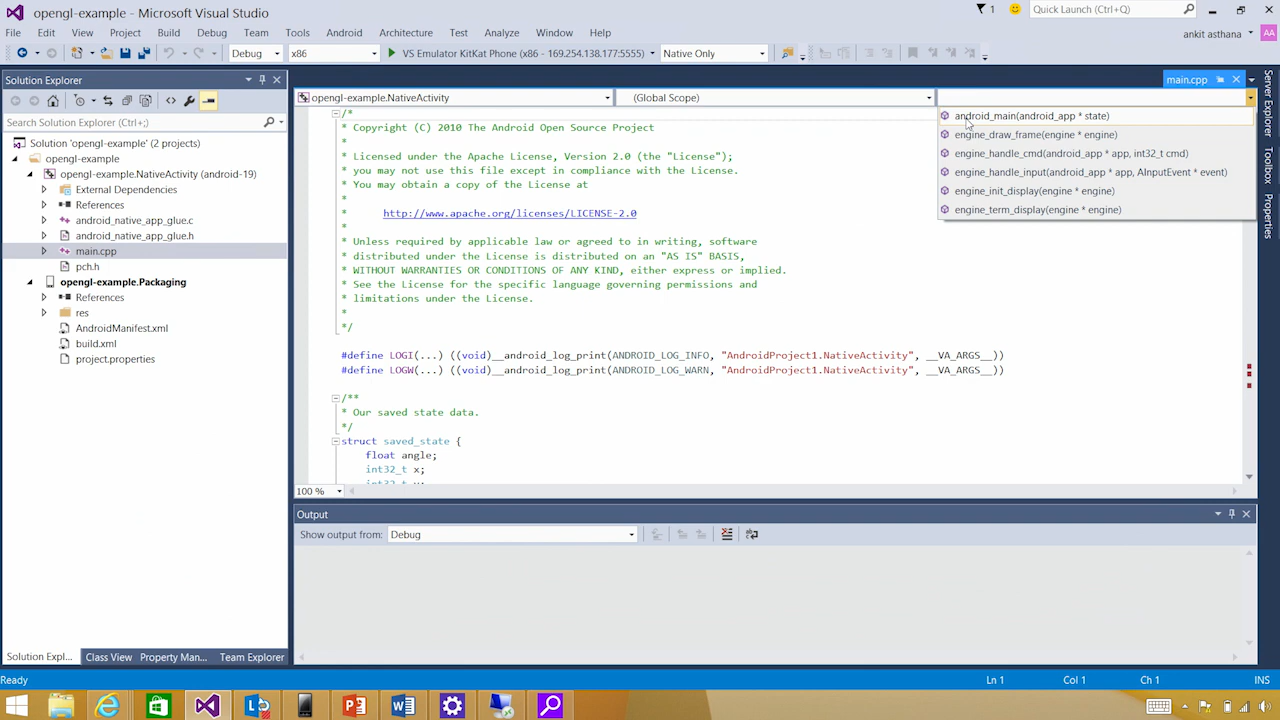 opengl-example - Microsoft Visual Studio
1
Quick Launch (Ctrl+Q)
File Edit View Project Build Debug Team Tools Android Architecture Test Analyze Window Help
ankit asthana
AA
Debug
x86
VS Emulator KitKat Phone (x86 - 169.254.138.177:5555)
Native Only
Solution Explorer
Search Solution Explorer (Ctrl+;)
Solution 'opengl-example' (2 projects)
opengl-example
opengl-example.NativeActivity (android-19)
External Dependencies
References
android_native_app_glue.c
android_native_app_glue.h
main.cpp
pch.h
opengl-example.Packaging
References
res
AndroidManifest.xml
build.xml
project.properties
Solution Expl...
Class View
Property Man...
Team Explorer
main.cpp
opengl-example.NativeActivity
(Global Scope)
android_main(android_app * state)
engine_draw_frame(engine * engine)
engine_handle_cmd(android_app * app, int32_t cmd)
engine_handle_input(android_app * app, AInputEvent * event)
engine_init_display(engine * engine)
engine_term_display(engine * engine)
/*
* Copyright (C) 2010 The Android Open Source Project
*
* Licensed under the Apache License, Version 2.0 (the "License");
* you may not use this file except in compliance with the License.
* You may obtain a copy of the License at
*
* http://www.apache.org/licenses/LICENSE-2.0
*
* Unless required by applicable law or agreed to in writing, software
* distributed under the License is distributed on an "AS IS" BASIS,
* WITHOUT WARRANTIES OR CONDITIONS OF ANY KIND, either express or implied.
* See the License for the specific language governing permissions and
* limitations under the License.
*
*/
#define LOGI(...) ((void)__android_log_print(ANDROID_LOG_INFO, "AndroidProject1.NativeActivity", __VA_ARGS__))
#define LOGW(...) ((void)__android_log_print(ANDROID_LOG_WARN, "AndroidProject1.NativeActivity", __VA_ARGS__))
/**
* Our saved state data.
*/
struct saved_state {
float angle;
int32_t x;
100 %
Output
Show output from: Debug
Server Explorer
Toolbox
Properties
Ready
Ln 1
Col 1
Ch 1
INS